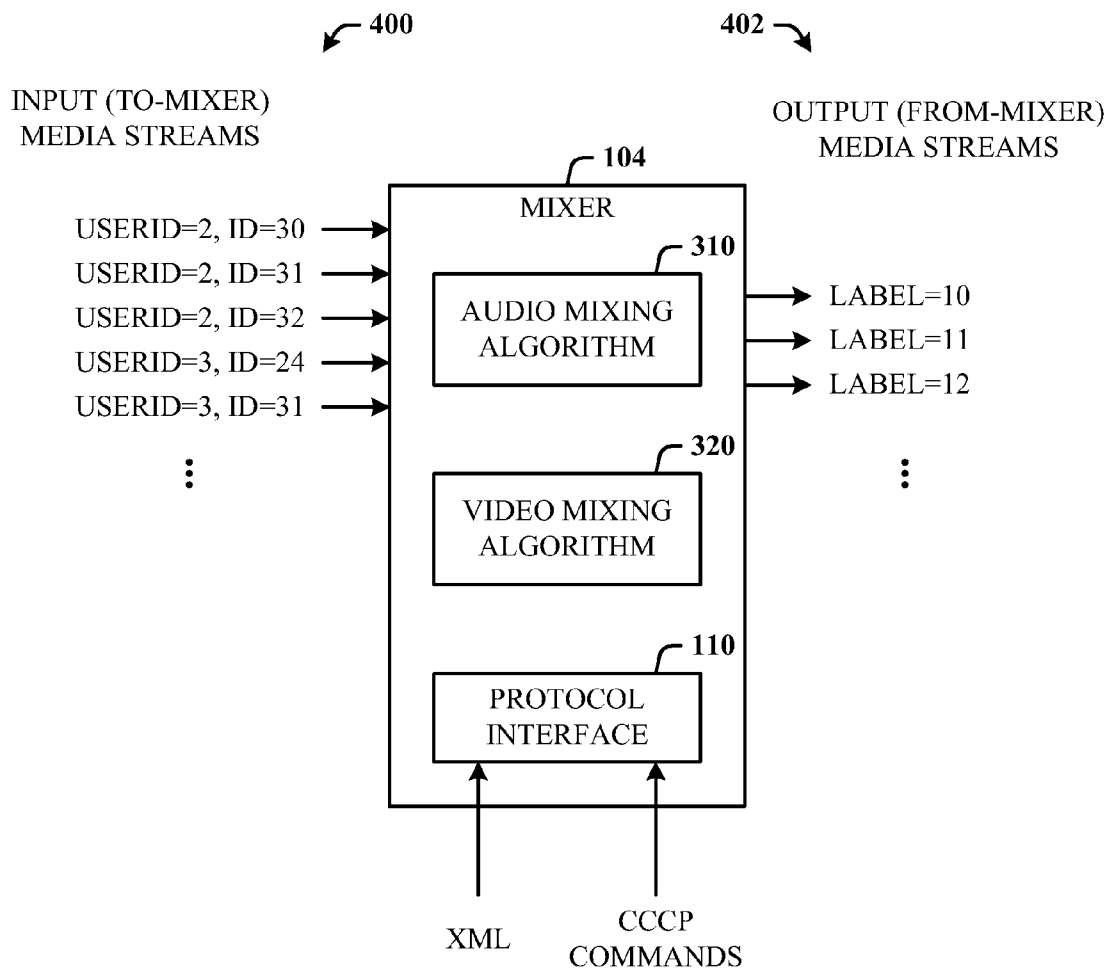 400
402
INPUT (TO-MIXER)
MEDIA STREAMS
OUTPUT (FROM-MIXER)
MEDIA STREAMS
104
MIXER
USERID=2, ID=30
USERID=2, ID=31
USERID=2, ID=32
USERID=3, ID=24
USERID=3, ID=31
310
AUDIO MIXING
ALGORITHM
LABEL=10
LABEL=11
LABEL=12
320
VIDEO MIXING
ALGORITHM
110
PROTOCOL
INTERFACE
XML
CCCP
COMMANDS